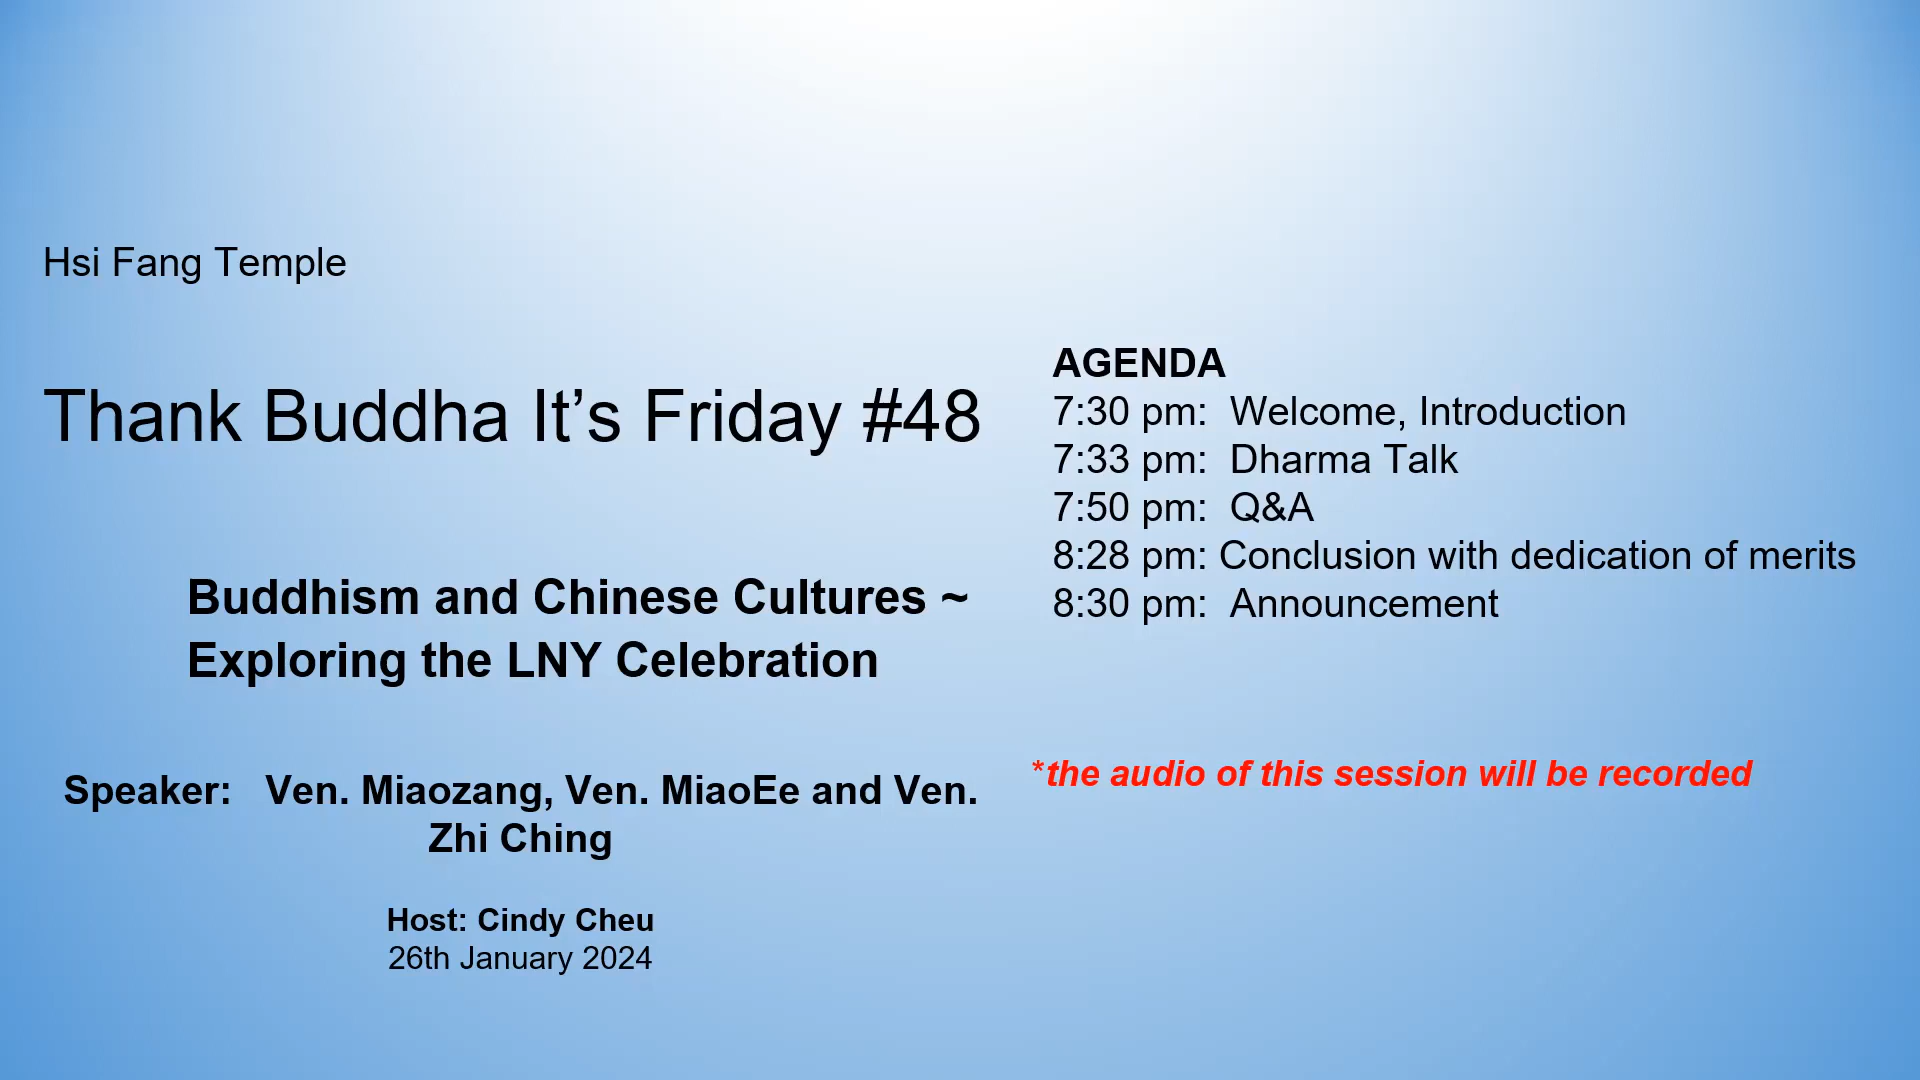 Hsi Fang Temple
Thank Buddha It’s Friday #48
Buddhism and Chinese Cultures ~
Exploring the LNY Celebration
Speaker: Ven. Miaozang, Ven. MiaoEe and Ven.
Zhi Ching
Host: Cindy Cheu
26th January 2024
AGENDA
7:30 pm: Welcome, Introduction
7:33 pm: Dharma Talk
7:50 pm: Q&A
8:28 pm: Conclusion with dedication of merits
8:30 pm: Announcement
*the audio of this session will be recorded